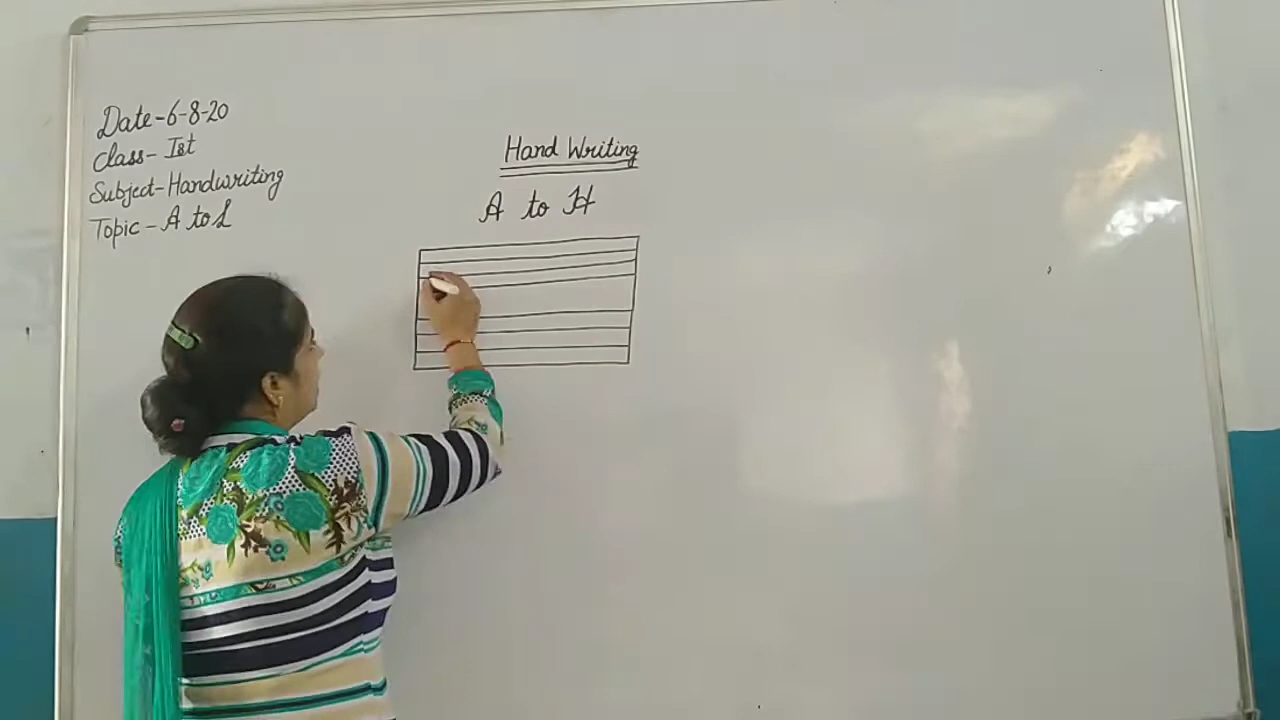 Date-6-8-20
Class-Ist
Subject-Handwriting
Topic-A to L
Hand Writing
A to H